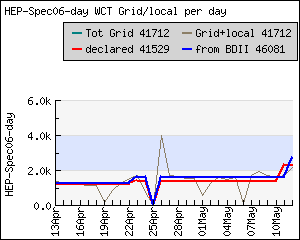 HEP-Spec06-day WCT Grid/local per day
Tot Grid 41712 Grid+local 41712
declared 41529 from BDII 46081
HEP-Spec06-day
6.0k
4.0k
2.0k
0.0
13Apr
16Apr
19Apr
22Apr
25Apr
28Apr
01May
04May
07May
10May